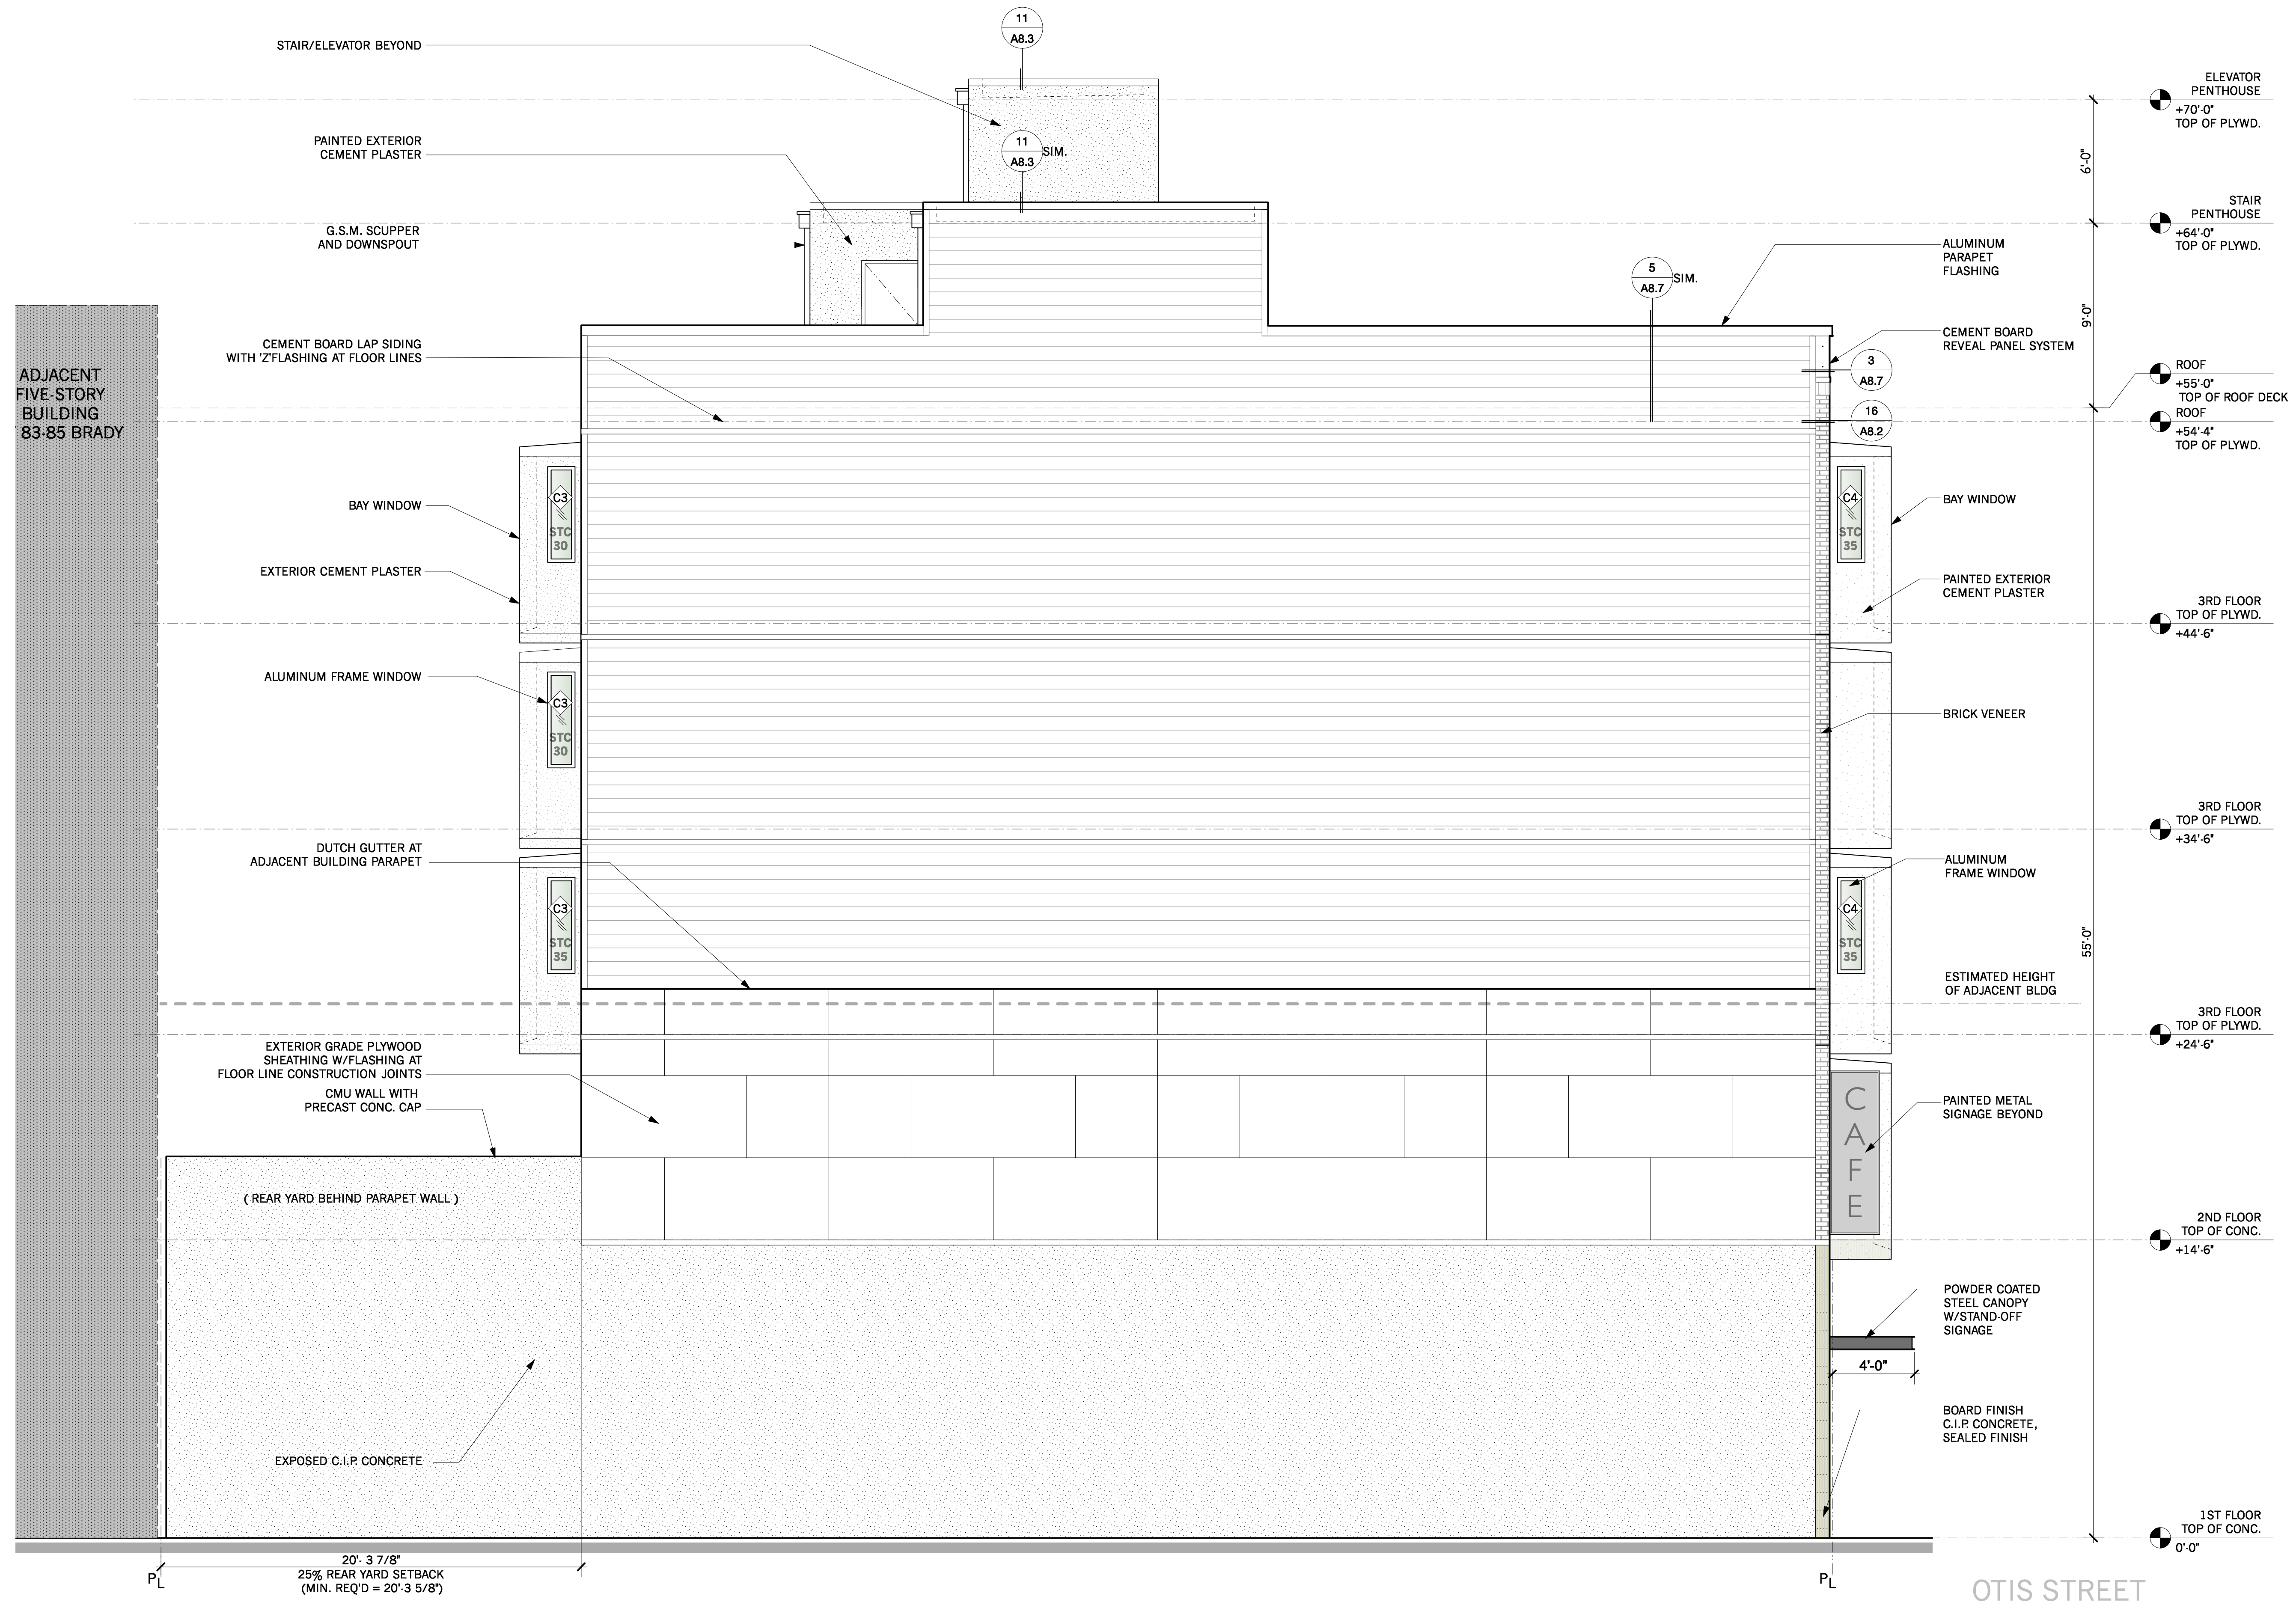 11
A8.3
STAIR/ELEVATOR BEYOND
ELEVATOR
PENTHOUSE
+70'-0"
TOP OF PLYWD.
PAINTED EXTERIOR
CEMENT PLASTER
11
A8.3
SIM.
6'-0"
STAIR
PENTHOUSE
+64'-0"
TOP OF PLYWD.
G.S.M. SCUPPER
AND DOWNSPOUT
ALUMINUM
PARAPET
FLASHING
5
A8.7
SIM.
9'-0"
CEMENT BOARD LAP SIDING
WITH 'Z'FLASHING AT FLOOR LINES
CEMENT BOARD
REVEAL PANEL SYSTEM
3
A8.7
ROOF
+55'-0"
TOP OF ROOF DECK
ADJACENT
FIVE-STORY
BUILDING
83-85 BRADY
16
A8.2
ROOF
+54'-4"
TOP OF PLYWD.
BAY WINDOW
C3
STC
30
C4
STC
35
BAY WINDOW
EXTERIOR CEMENT PLASTER
PAINTED EXTERIOR
CEMENT PLASTER
3RD FLOOR
TOP OF PLYWD.
+44'-6"
ALUMINUM FRAME WINDOW
C3
STC
30
BRICK VENEER
3RD FLOOR
TOP OF PLYWD.
+34'-6"
DUTCH GUTTER AT
ADJACENT BUILDING PARAPET
ALUMINUM
FRAME WINDOW
C3
STC
35
C4
STC
35
55'-0"
ESTIMATED HEIGHT
OF ADJACENT BLDG
3RD FLOOR
TOP OF PLYWD.
+24'-6"
EXTERIOR GRADE PLYWOOD
SHEATHING W/FLASHING AT
FLOOR LINE CONSTRUCTION JOINTS
CMU WALL WITH
PRECAST CONC. CAP
C
A
F
E
PAINTED METAL
SIGNAGE BEYOND
( REAR YARD BEHIND PARAPET WALL )
2ND FLOOR
TOP OF CONC.
+14'-6"
POWDER COATED
STEEL CANOPY
W/STAND-OFF
SIGNAGE
4'-0"
BOARD FINISH
C.I.P. CONCRETE,
SEALED FINISH
EXPOSED C.I.P. CONCRETE
1ST FLOOR
TOP OF CONC.
0'-0"
20'- 3 7/8"
25% REAR YARD SETBACK
(MIN. REQ'D = 20'-3 5/8")
PL
PL
OTIS STREET